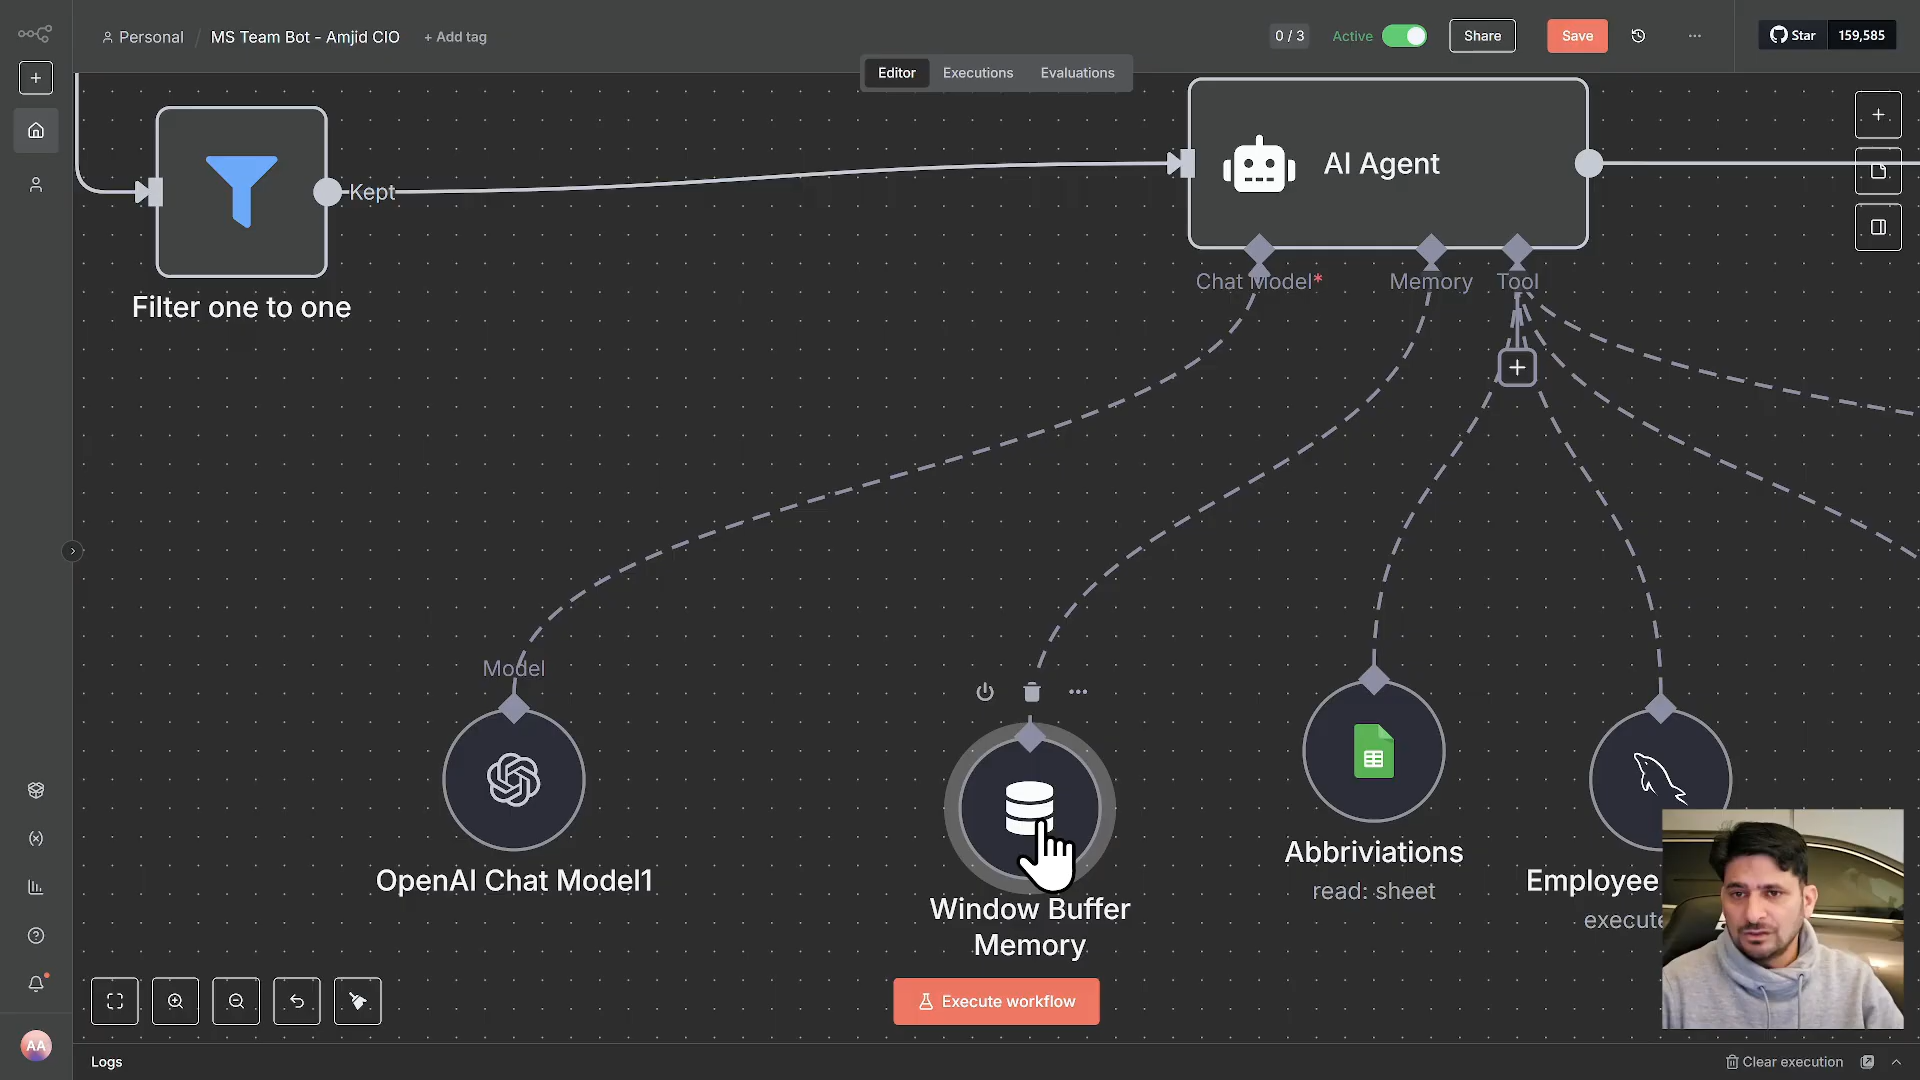 Personal / MS Team Bot - Amjid CIO + Add tag
0 / 3
Active
Share
Save
Star 159,585
Editor Executions Evaluations
AI Agent
Kept
Chat Model*
Memory
Tool
Filter one to one
Model
OpenAI Chat Model1
Window Buffer
Memory
Abbriviations
read: sheet
Employee
execute
Execute workflow
AA
Logs
Clear execution